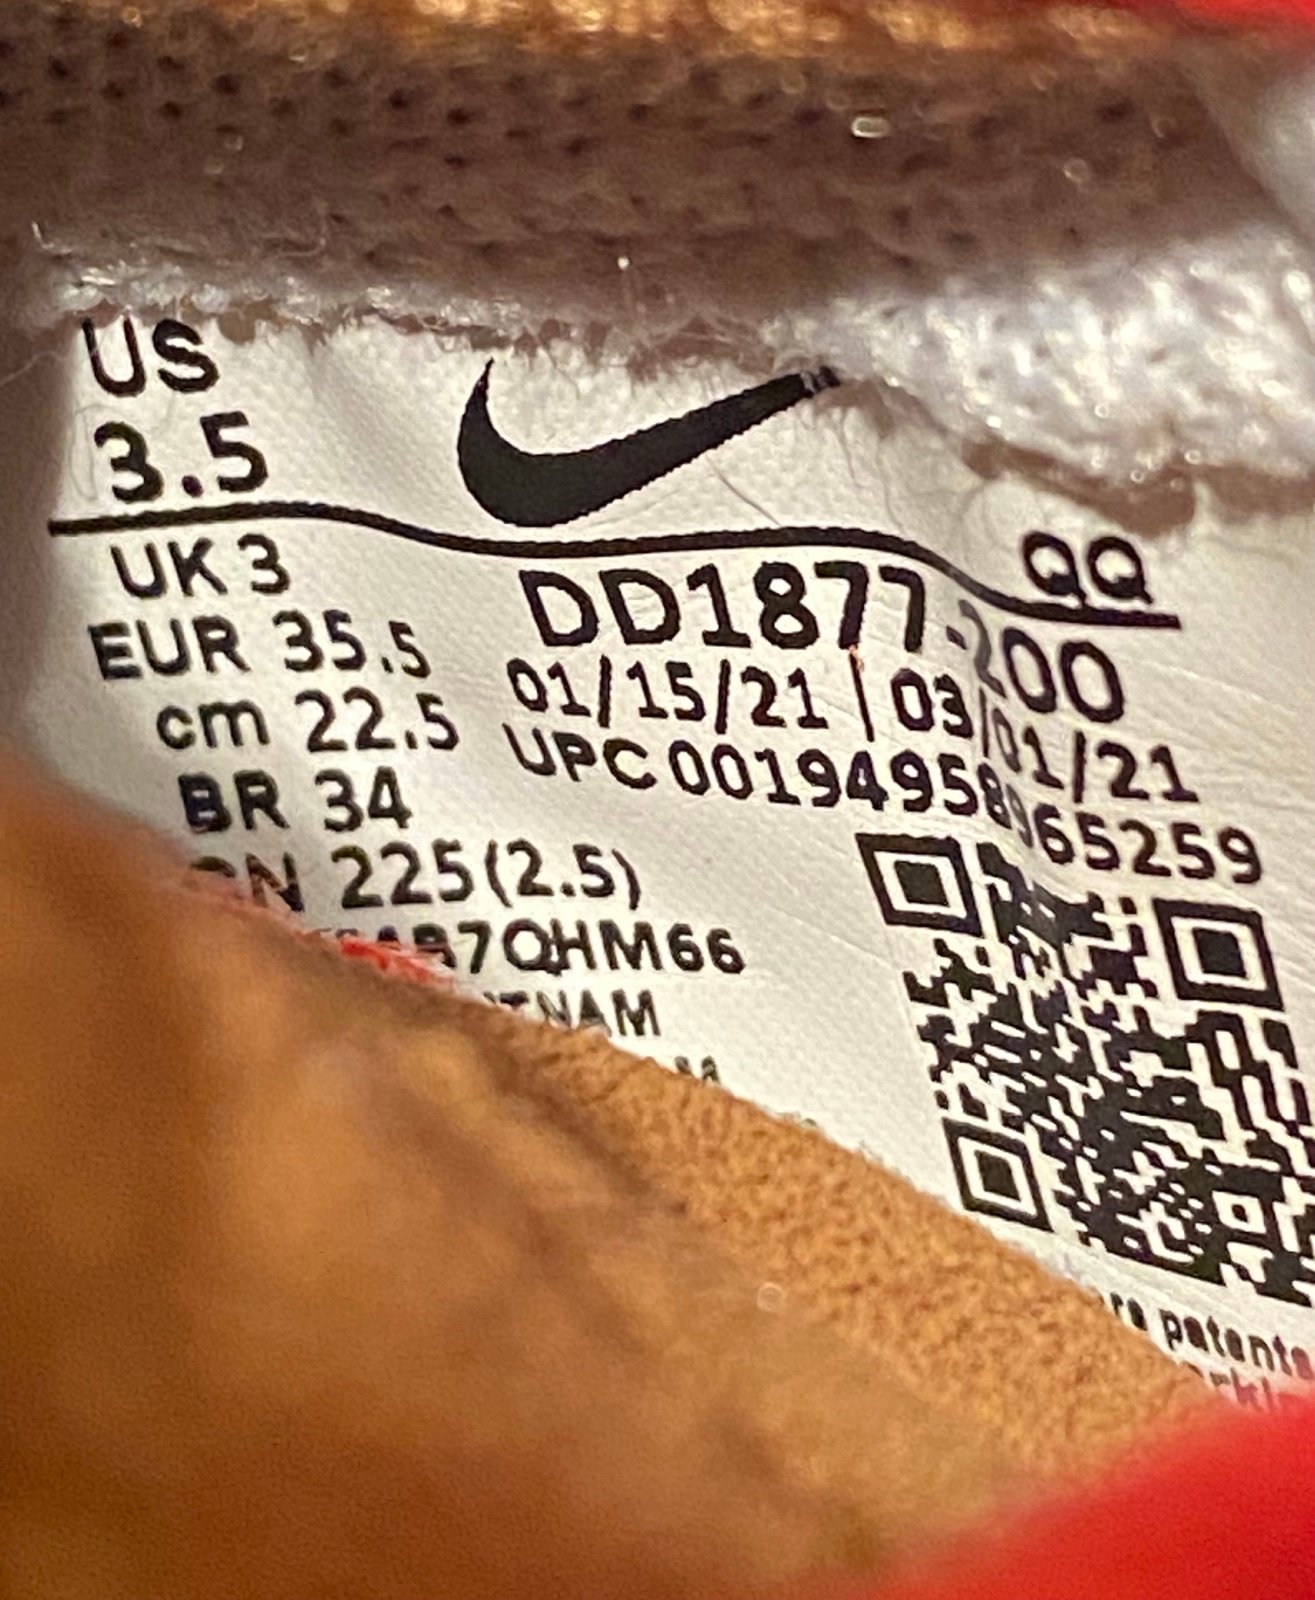 US
3.5
QQ
UK 3
EUR 35.5
cm 22.5
BR 34
CN 225(2.5)
DD1877-200
01/15/21 | 03/01/21
UPC 00194958965259
patents